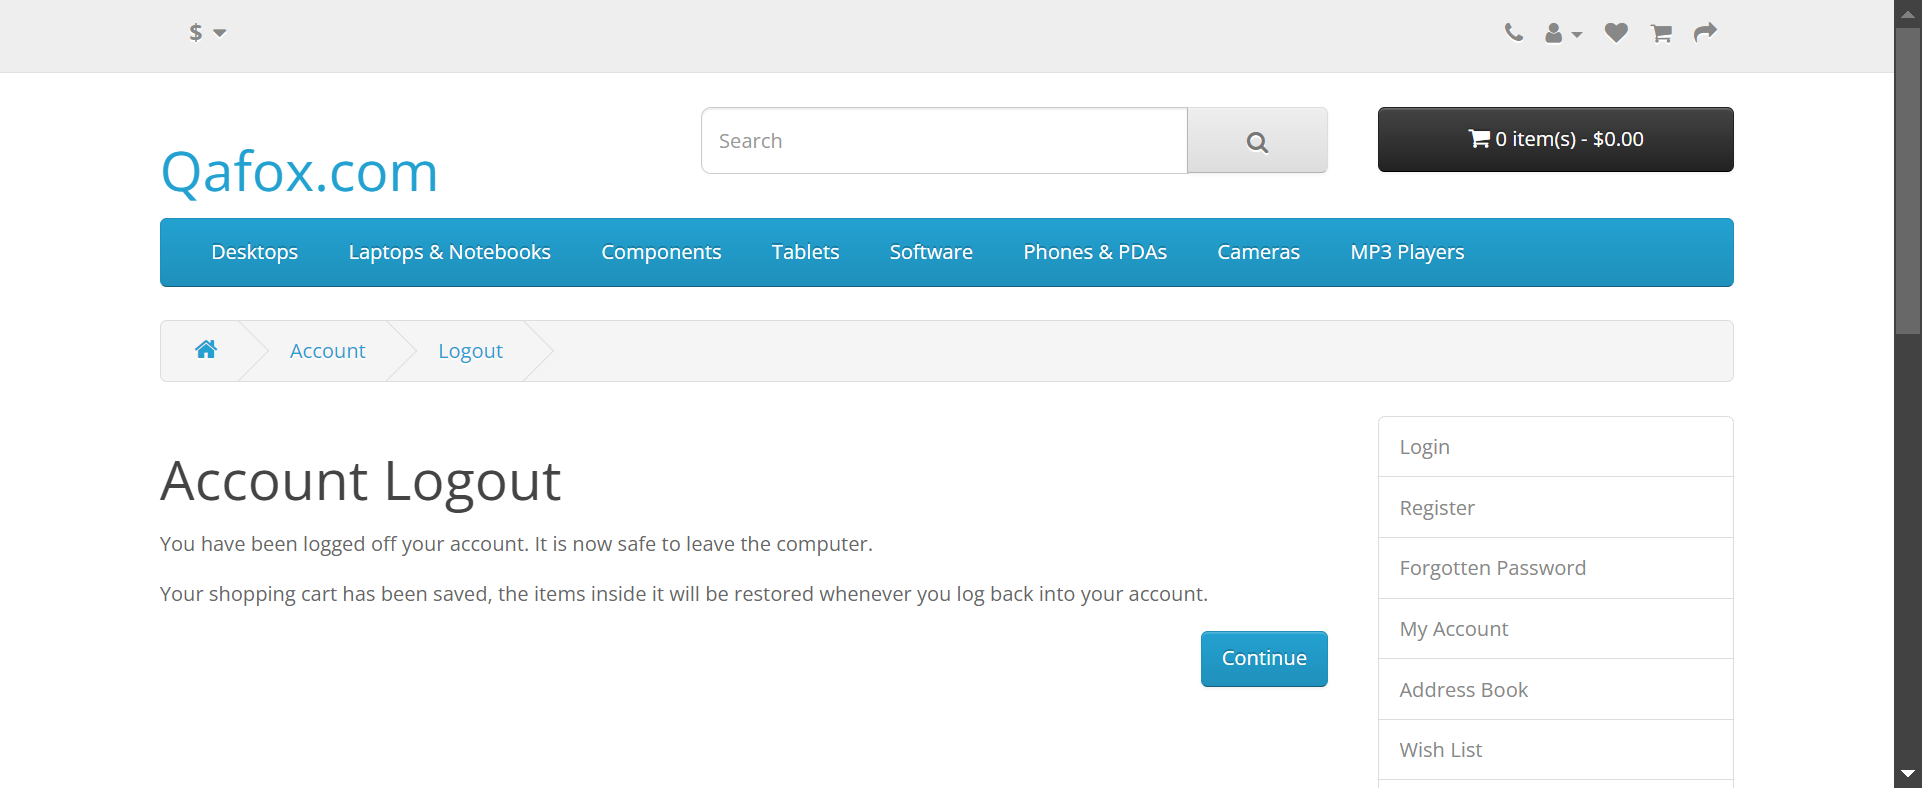 $
Search
0 item(s) - $0.00
Qafox.com
Desktops Laptops & Notebooks Components Tablets Software Phones & PDAs Cameras MP3 Players
Account Logout
Account Logout
You have been logged off your account. It is now safe to leave the computer.
Your shopping cart has been saved, the items inside it will be restored whenever you log back into your account.
Continue
Login
Register
Forgotten Password
My Account
Address Book
Wish List